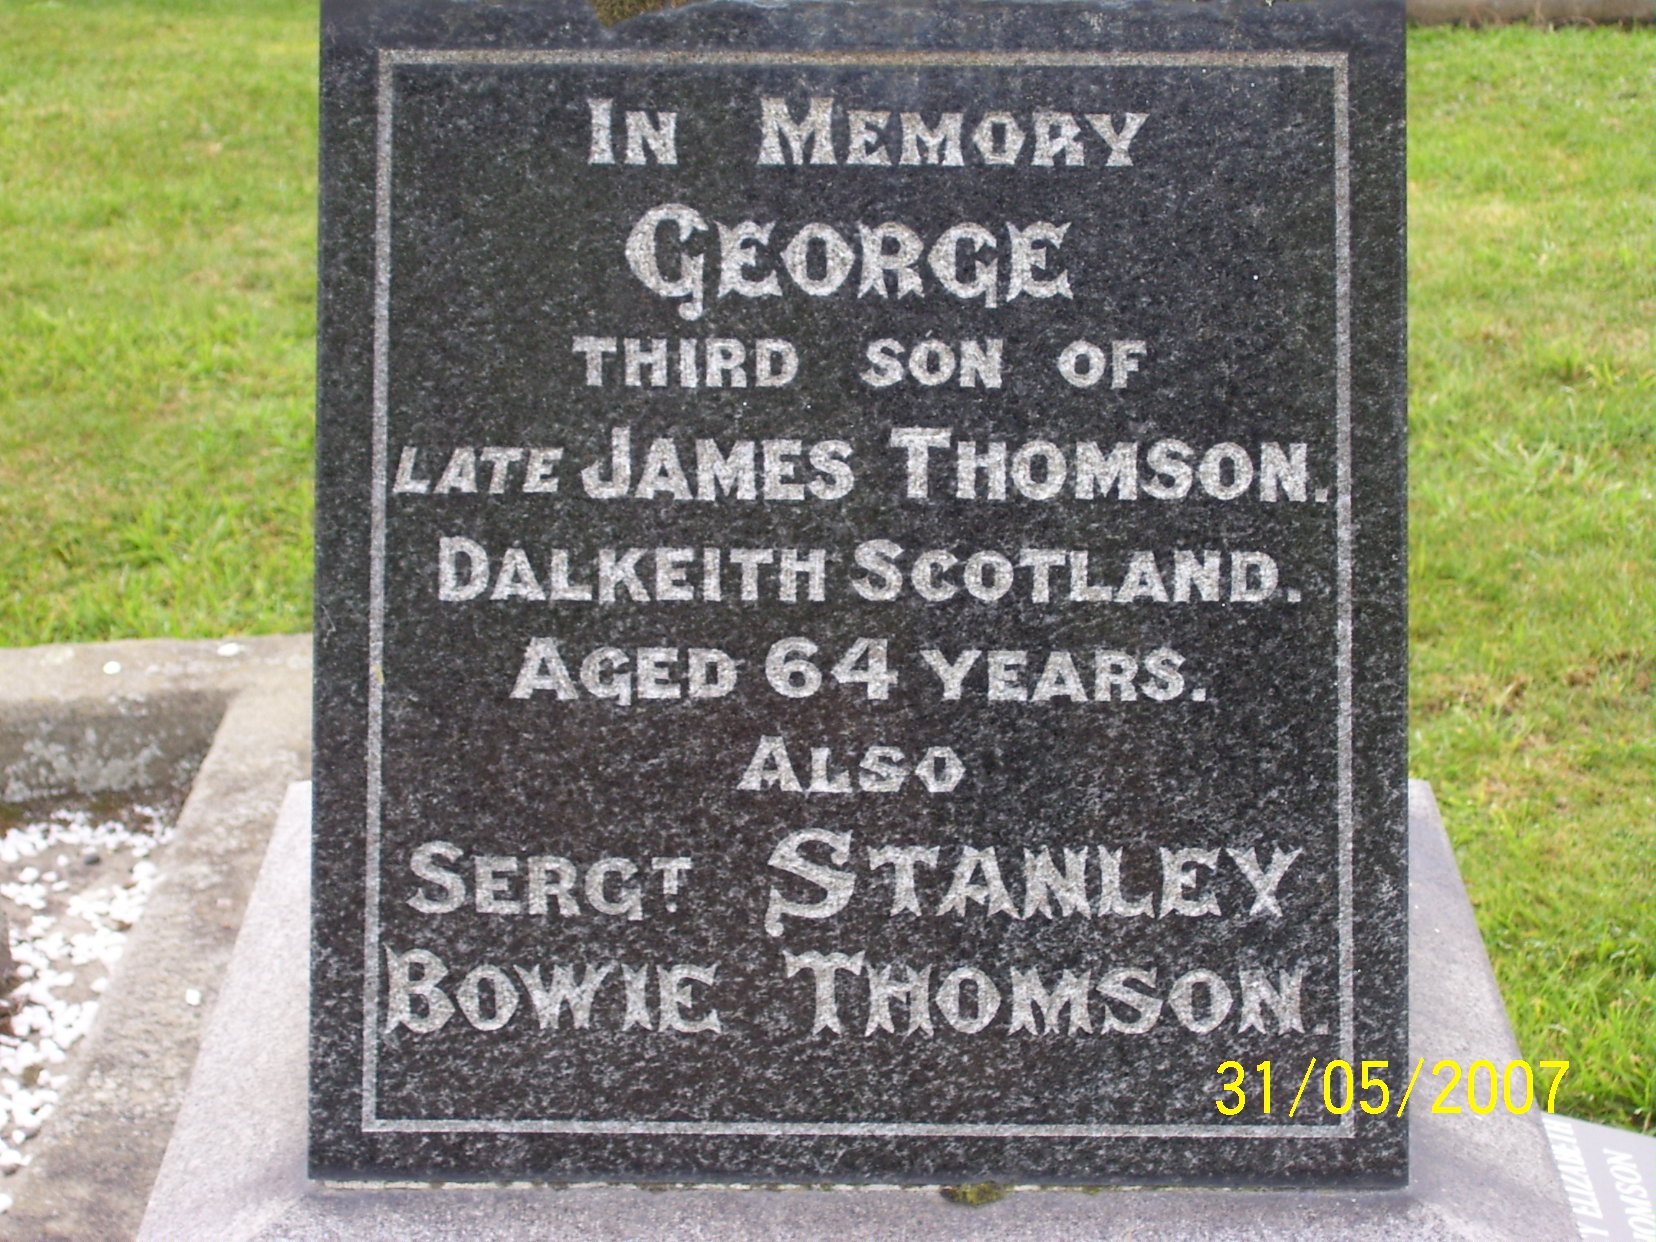 IN MEMORY
GEORGE
THIRD SON OF
LATE JAMES THOMSON.
DALKEITH SCOTLAND.
AGED 64 YEARS.
ALSO
SERGT STANLEY
BOWIE THOMSON.
31/05/2007
ELIZABETH